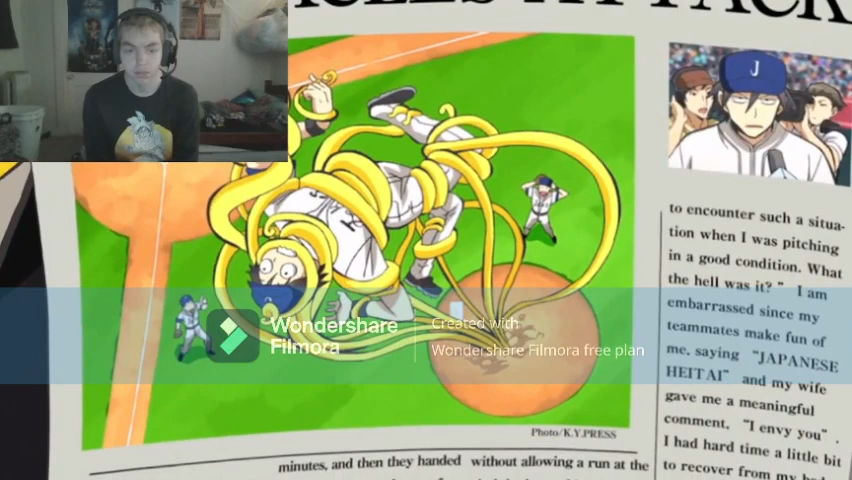 ATTACK
J
to encounter such a situa-
tion when I was pitching
in a good condition. What
the hell was it?" I am
embarrassed since my
teammates make fun of
me, saying "JAPANESE
HEITAI" and my wife
gave me a meaningful
comment, "I envy you".
I had hard time a little bit
to recover from my
Wondershare
Filmora
Created with
Wondershare Filmora free plan
Photo/K.Y.PRESS
minutes, and then they handed without allowing a run at the